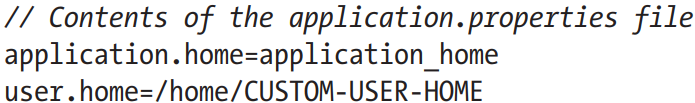 // Contents of the application.properties file
application.home=application_home
user.home=/home/CUSTOM-USER-HOME